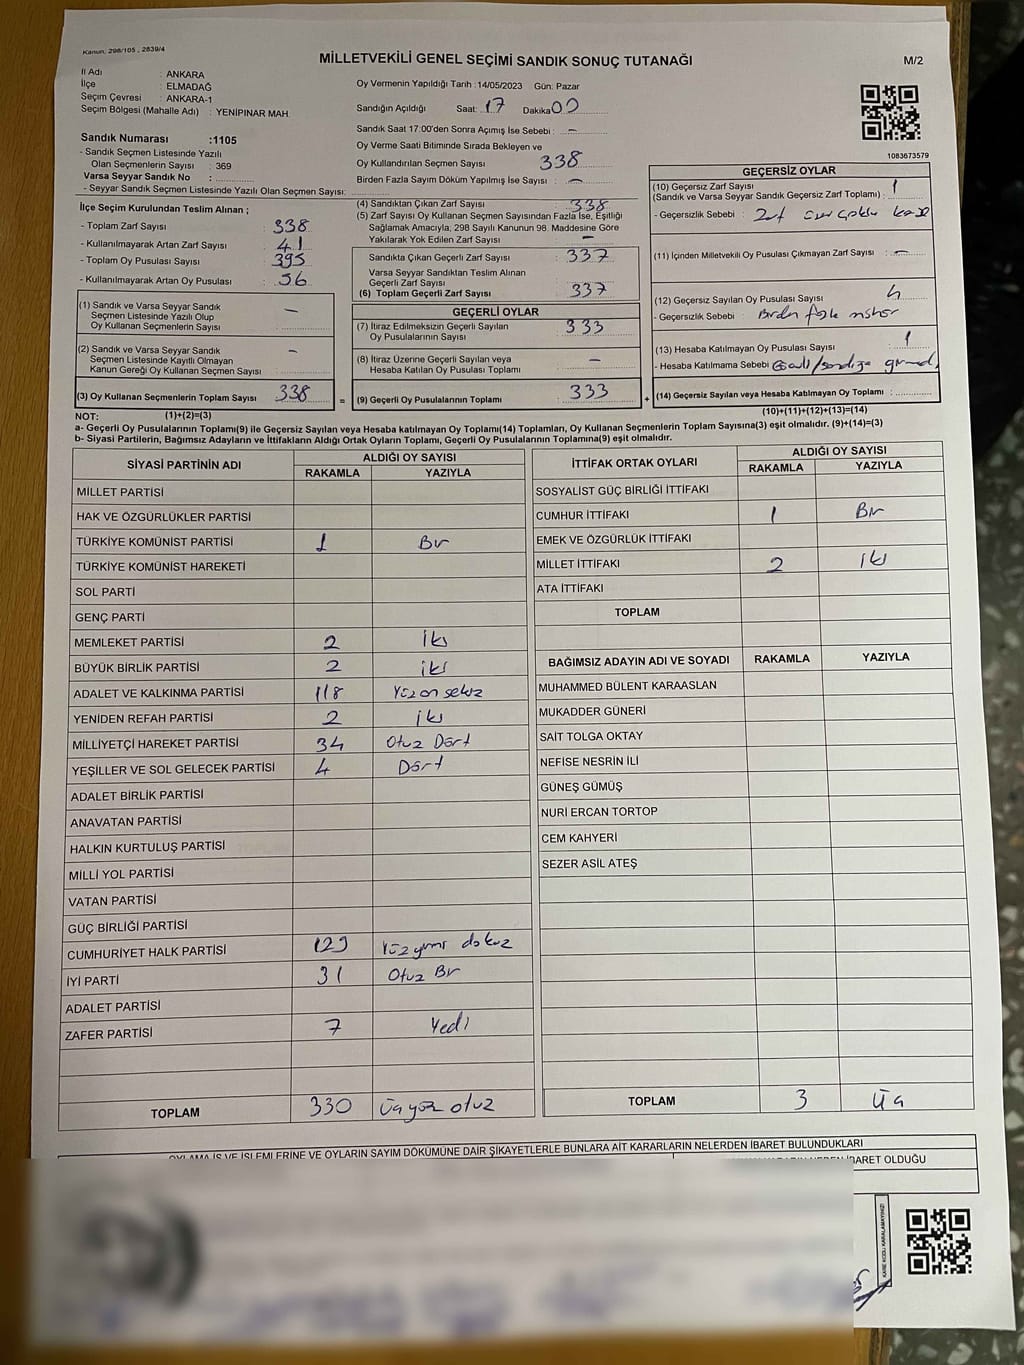 Kanun, 298/105, 2839/4
MİLLETVEKİLİ GENEL SEÇİMİ SANDIK SONUÇ TUTANAĞI
M/2
İl Adı : ANKARA
İlçe : ELMADAĞ
Seçim Çevresi : ANKARA-1
Seçim Bölgesi (Mahalle Adı) : YENİPINAR MAH
Oy Vermenin Yapıldığı Tarih :14/05/2023 Gün: Pazar
Sandığın Açıldığı Saat: 17 Dakika 00
Sandık Saat 17:00'den Sonra Açımış İse Sebebi : –
Oy Verme Saati Bitiminde Sırada Bekleyen ve
Oy Kullandırılan Seçmen Sayısı 338
Birden Fazla Sayım Döküm Yapılmış İse Sayısı : –
1083673579
Sandık Numarası :1105
- Sandık Seçmen Listesinde Yazılı
Olan Seçmenlerin Sayısı : 369
Varsa Seyyar Sandık No :
- Seyyar Sandık Seçmen Listesinde Yazılı Olan Seçmen Sayısı:
İlçe Seçim Kurulundan Teslim Alınan ;
- Toplam Zarf Sayısı : 338
- Kullanılmayarak Artan Zarf Sayısı : 41
- Toplam Oy Pusulası Sayısı : 395
- Kullanılmayarak Artan Oy Pusulası : 56
(1) Sandık ve Varsa Seyyar Sandık
Seçmen Listesinde Yazılı Olup
Oy Kullanan Seçmenlerin Sayısı : –
(2) Sandık ve Varsa Seyyar Sandık
Seçmen Listesinde Kayıtlı Olmayan
Kanun Gereği Oy Kullanan Seçmen Sayısı : –
(3) Oy Kullanan Seçmenlerin Toplam Sayısı : 338
(4) Sandıktan Çıkan Zarf Sayısı : 338
(5) Zarf Sayısı Oy Kullanan Seçmen Sayısından Fazla İse, Eşitliği
Sağlamak Amacıyla, 298 Sayılı Kanunun 98. Maddesine Göre
Yakılarak Yok Edilen Zarf Sayısı : –
Sandıkta Çıkan Geçerli Zarf Sayısı : 337
Varsa Seyyar Sandıktan Teslim Alınan
Geçerli Zarf Sayısı :
(6) Toplam Geçerli Zarf Sayısı : 337
GEÇERLİ OYLAR
(7) İtiraz Edilmeksizin Geçerli Sayılan
Oy Pusulalarının Sayısı : 333
(8) İtiraz Üzerine Geçerli Sayılan veya
Hesaba Katılan Oy Pusulası Toplamı : –
= (9) Geçerli Oy Pusulalarının Toplamı : 333
GEÇERSİZ OYLAR
(10) Geçersiz Zarf Sayısı 1
(Sandık ve Varsa Seyyar Sandık Geçersiz Zarf Toplamı) :
- Geçersizlik Sebebi : Zarf
(11) İçinden Milletvekili Oy Pusulası Çıkmayan Zarf Sayısı : –
(12) Geçersiz Sayılan Oy Pusulası Sayısı : 4
- Geçersizlik Sebebi : Birden fazla mühür
(13) Hesaba Katılmayan Oy Pusulası Sayısı : 1
- Hesaba Katılmama Sebebi :
+ (14) Geçersiz Sayılan veya Hesaba Katılmayan Oy Toplamı :
NOT: (1)+(2)=(3)
(10)+(11)+(12)+(13)=(14)
a- Geçerli Oy Pusulalarının Toplamı(9) ile Geçersiz Sayılan veya Hesaba katılmayan Oy Toplamı(14) Toplamları, Oy Kullanan Seçmenlerin Toplam Sayısına(3) eşit olmalıdır. (9)+(14)=(3)
b- Siyasi Partilerin, Bağımsız Adayların ve İttifakların Aldığı Ortak Oyların Toplamı, Geçerli Oy Pusulalarının Toplamına(9) eşit olmalıdır.
SİYASİ PARTİNİN ADI
ALDIĞI OY SAYISI
RAKAMLA YAZIYLA
MİLLET PARTİSİ
HAK VE ÖZGÜRLÜKLER PARTİSİ
TÜRKİYE KOMÜNİST PARTİSİ 1 Bir
TÜRKİYE KOMÜNİST HAREKETİ
SOL PARTİ
GENÇ PARTİ
MEMLEKET PARTİSİ 2 iki
BÜYÜK BİRLİK PARTİSİ 2 iki
ADALET VE KALKINMA PARTİSİ 118 Yüz on sekiz
YENİDEN REFAH PARTİSİ 2 iki
MİLLİYETÇİ HAREKET PARTİSİ 34 Otuz Dört
YEŞİLLER VE SOL GELECEK PARTİSİ 4 Dört
ADALET BİRLİK PARTİSİ
ANAVATAN PARTİSİ
HALKIN KURTULUŞ PARTİSİ
MİLLİ YOL PARTİSİ
VATAN PARTİSİ
GÜÇ BİRLİĞİ PARTİSİ
CUMHURİYET HALK PARTİSİ 129 Yüz yirmi dokuz
İYİ PARTİ 31 Otuz Bir
ADALET PARTİSİ
ZAFER PARTİSİ 7 Yedi
TOPLAM 330 Üç yüz otuz
İTTİFAK ORTAK OYLARI
ALDIĞI OY SAYISI
RAKAMLA YAZIYLA
SOSYALİST GÜÇ BİRLİĞİ İTTİFAKI
CUMHUR İTTİFAKI 1 Bir
EMEK VE ÖZGÜRLÜK İTTİFAKI
MİLLET İTTİFAKI 2 iki
ATA İTTİFAKI
TOPLAM
BAĞIMSIZ ADAYIN ADI VE SOYADI RAKAMLA YAZIYLA
MUHAMMED BÜLENT KARAASLAN
MUKADDER GÜNERİ
SAİT TOLGA OKTAY
NEFİSE NESRİN İLİ
GÜNEŞ GÜMÜŞ
NURİ ERCAN TORTOP
CEM KAHYERİ
SEZER ASİL ATEŞ
TOPLAM 3 Üç
OYLAMA İŞ VE İŞLEMLERİNE VE OYLARIN SAYIM DÖKÜMÜNE DAİR ŞİKAYETLERLE BUNLARA AİT KARARLARIN NELERDEN İBARET BULUNDUKLARI
İBARET OLDUĞU
KARE KODU KARALAMAYINIZ!